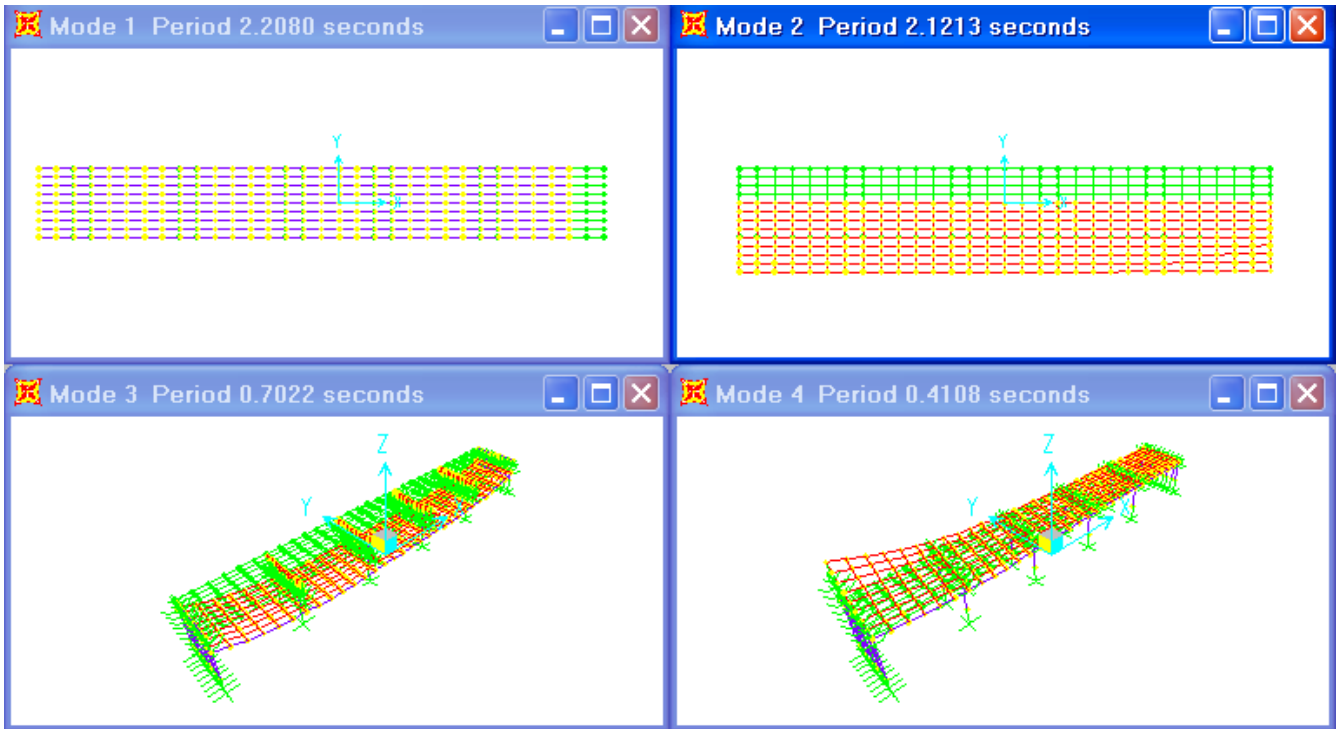 Mode 1 Period 2.2080 seconds
Mode 2 Period 2.1213 seconds
Y
X
Y
X
Mode 3 Period 0.7022 seconds
Mode 4 Period 0.4108 seconds
Z
Y
Z
Y
X